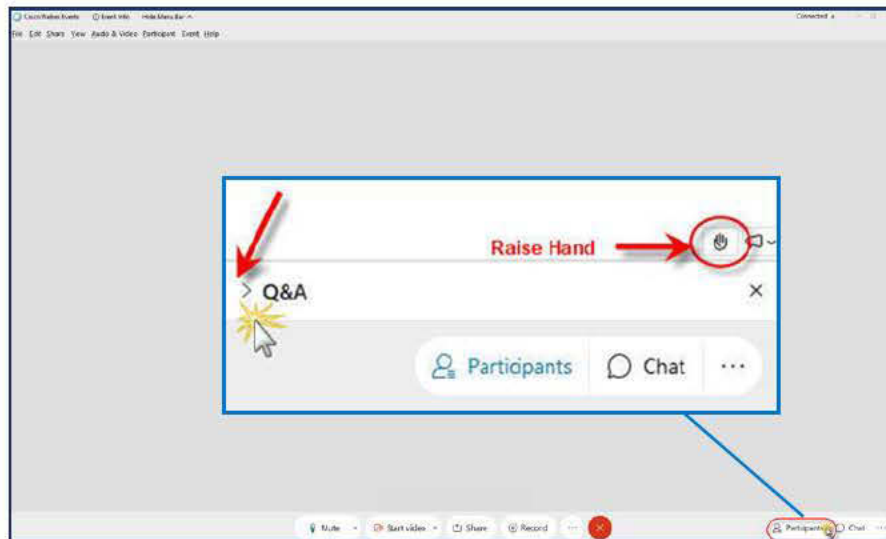 Cisco Webex Events Event Info Hide Menu Bar Connected
File Edit Share View Audio & Video Participant Event Help
Raise Hand
Q&A
Participants Chat ...
Mute Start video Share Record ... Participants Chat ...